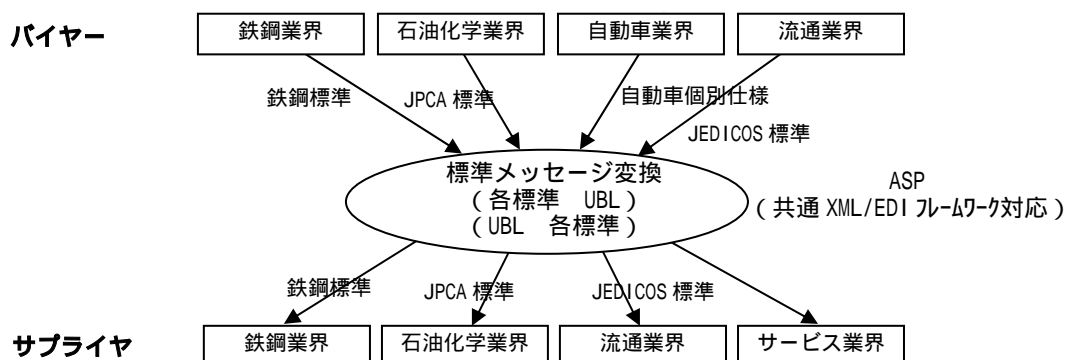 バイヤー
鉄鋼業界
石油化学業界
自動車業界
流通業界
鉄鋼標準
JPCA 標準
自動車個別仕様
JEDICOS 標準
標準メッセージ変換
(各標準 UBL)
(UBL 各標準)
ASP
(共通 XML/EDI フレームワーク対応)
鉄鋼標準
JPCA 標準
JEDICOS 標準
サプライヤ
鉄鋼業界
石油化学業界
流通業界
サービス業界